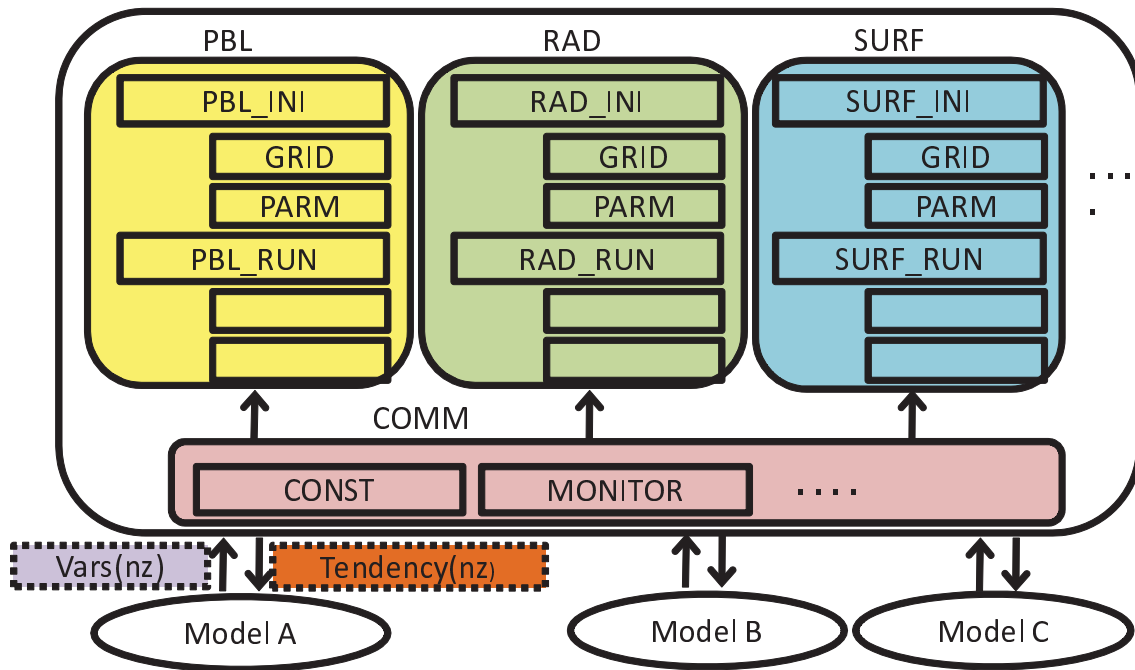 PBL
RAD
SURF
PBL_INI
RAD_INI
SURF_INI
GRID
GRID
GRID
PARM
PARM
PARM
....
.
PBL_RUN
RAD_RUN
SURF_RUN
COMM
CONST
MONITOR
....
Vars(nz)
Tendency(nz)
Model A
Model B
Model C